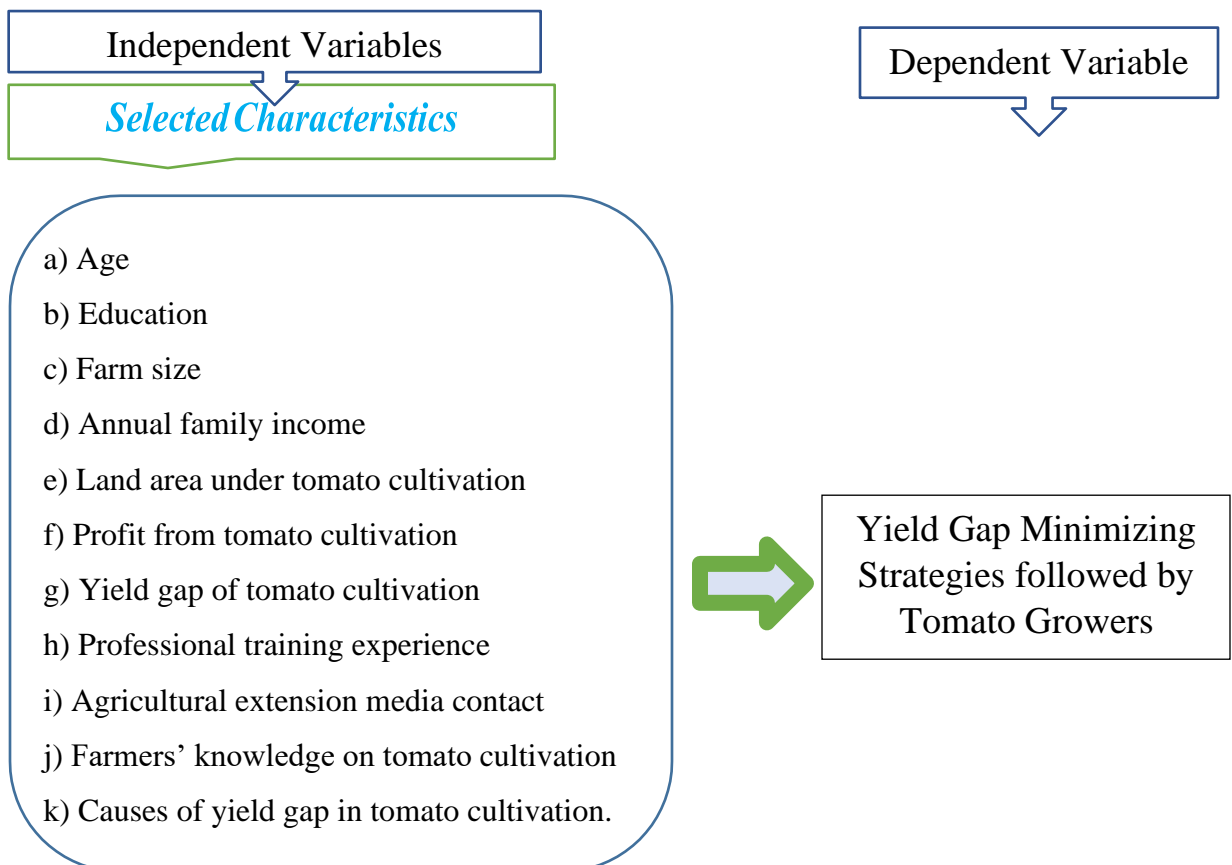 Independent Variables
Selected Characteristics
a) Age
b) Education
c) Farm size
d) Annual family income
e) Land area under tomato cultivation
f) Profit from tomato cultivation
g) Yield gap of tomato cultivation
h) Professional training experience
i) Agricultural extension media contact
j) Farmers’ knowledge on tomato cultivation
k) Causes of yield gap in tomato cultivation.
Dependent Variable
Yield Gap Minimizing
Strategies followed by
Tomato Growers